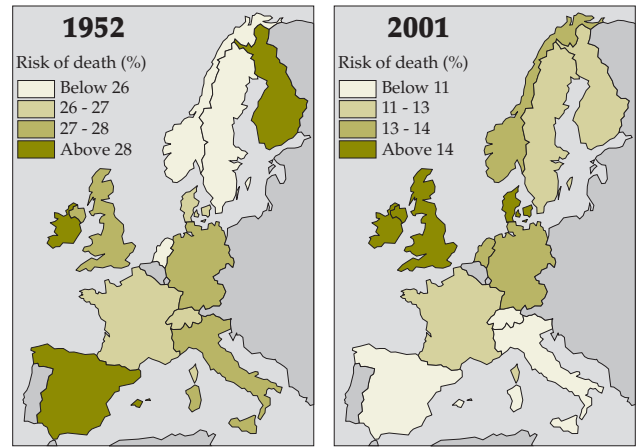 1952
Risk of death (%)
Below 26
26 - 27
27 - 28
Above 28
2001
Risk of death (%)
Below 11
11 - 13
13 - 14
Above 14